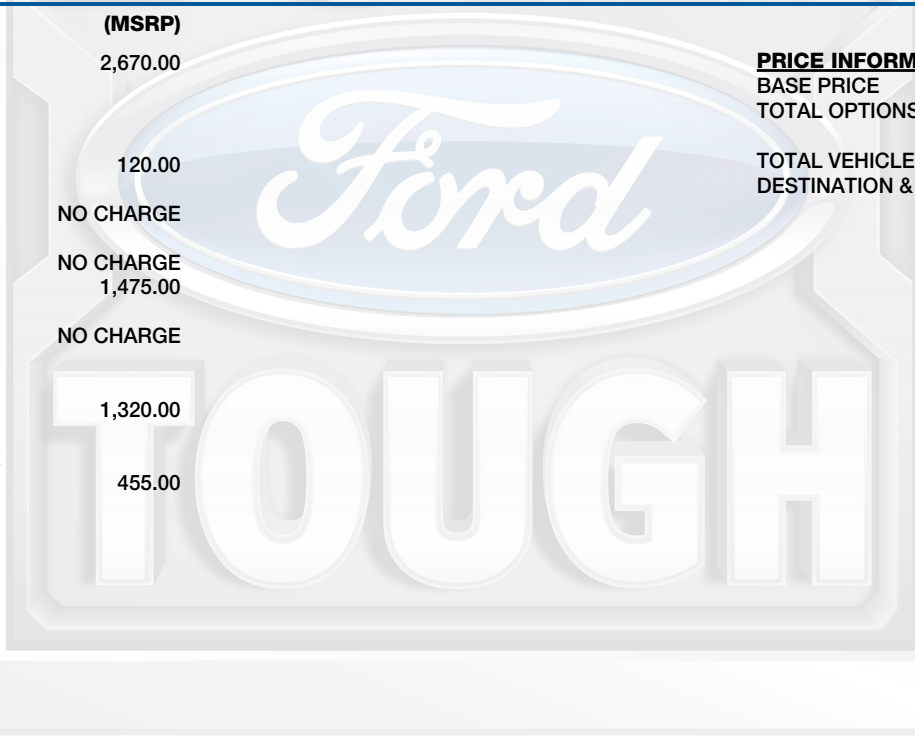 (MSRP)
2,670.00
120.00
NO CHARGE
NO CHARGE
1,475.00
NO CHARGE
1,320.00
455.00
PRICE INFORM
BASE PRICE
TOTAL OPTIONS
TOTAL VEHICLE
DESTINATION &
Ford
TOUGH